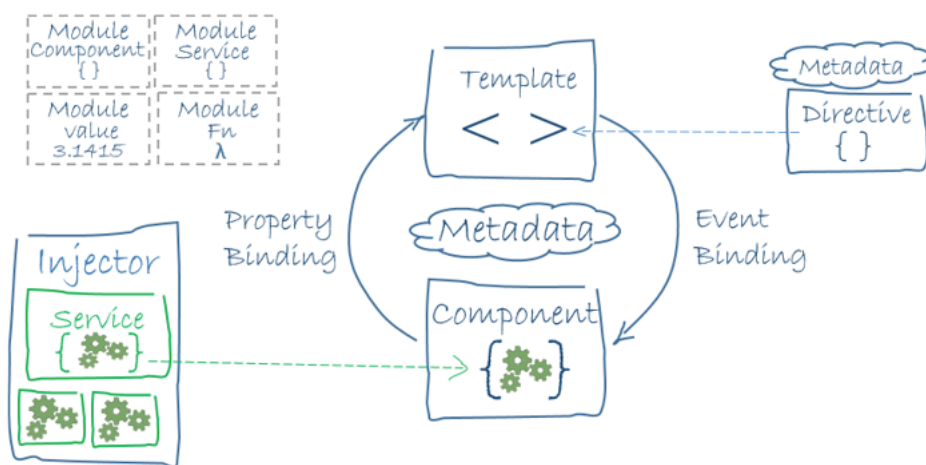 Module
Component
{ }
Module
Service
{ }
Module
value
3.1415
Module
Fn
λ
Template
< >
Metadata
Directive
{ }
Property
Binding
Metadata
Event
Binding
Injector
Service
{ }
Component
{ }